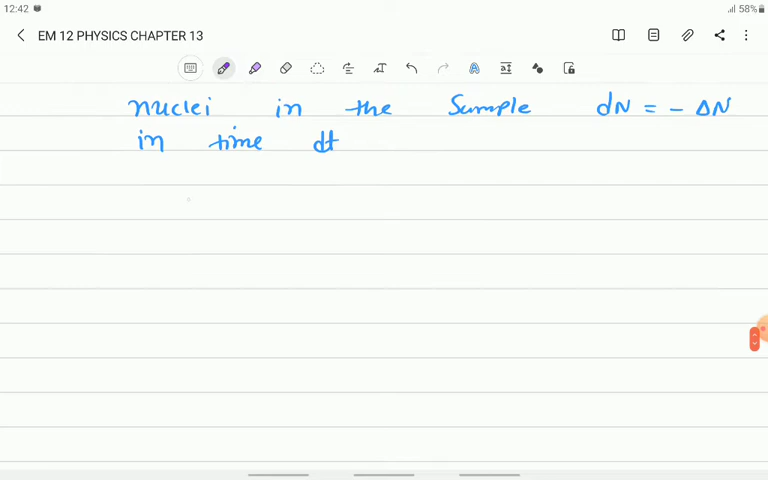 12:42 58%
EM 12 PHYSICS CHAPTER 13
nuclei in the Sample dN = - ΔN
in time dt